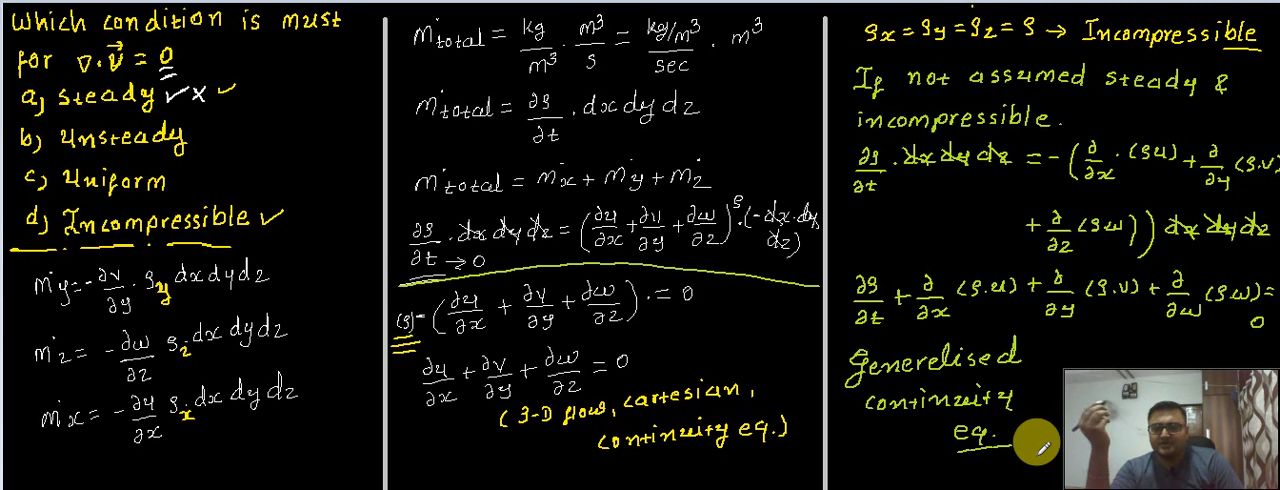 Which condition is must
for ∇.v⃗ = 0
a) steady ✓ × ✓
b) Unsteady
c) Uniform
d) Incompressible ✓
ṁy = -∂v/∂y . ρy dx dy dz
ṁz = -∂w/∂z ρz dx dy dz
ṁx = -∂u/∂x ρx dx dy dz
ṁtotal = kg/m³ . m³/s = kg/m³/sec . m³
ṁtotal = ∂ρ/∂t . dx dy dz
ṁtotal = ṁx + ṁy + ṁz
∂ρ/∂t . dx dy dz = (∂u/∂x + ∂v/∂y + ∂w/∂z) ρ . (-dx . dy
dz)
→ 0
(ρ) - (∂u/∂x + ∂v/∂y + ∂w/∂z) . = 0
∂u/∂x + ∂v/∂y + ∂w/∂z = 0
(3-D flow, cartesian,
continuity eq.)
ρx = ρy = ρz = ρ → Incompressible
If not assumed steady &
incompressible.
∂ρ/∂t . dx dy dz = - (∂/∂x . (ρu) + ∂/∂y (ρ.v)
+ ∂/∂z (ρw)) dx dy dz
∂ρ/∂t + ∂/∂x (ρ.u) + ∂/∂y (ρ.v) + ∂/∂w (ρw) =
0
Generelised
continuity
eq.